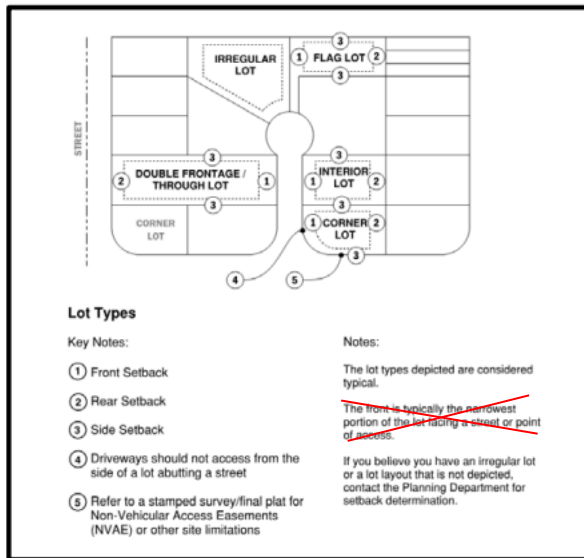 IRREGULAR
LOT
3
1 FLAG LOT 2
3
STREET
3
DOUBLE FRONTAGE /
THROUGH LOT
2
1
3
3
INTERIOR
LOT
1
2
3
CORNER
LOT
1 CORNER 2
LOT
3
4
5
Lot Types
Key Notes:
1 Front Setback
2 Rear Setback
3 Side Setback
4 Driveways should not access from the
side of a lot abutting a street
5 Refer to a stamped survey/final plat for
Non-Vehicular Access Easements
(NVAE) or other site limitations
Notes:
The lot types depicted are considered
typical.
The front is typically the narrowest
portion of the lot facing a street or point
of access.
If you believe you have an irregular lot
or a lot layout that is not depicted,
contact the Planning Department for
setback determination.